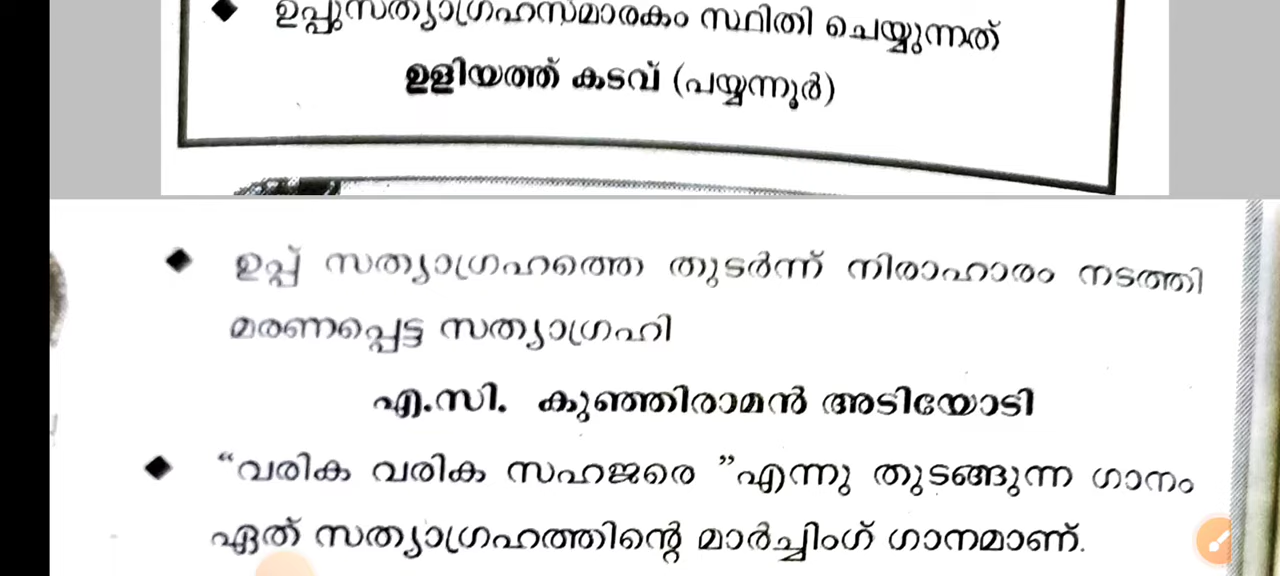 ◆ ഉപ്പുസത്യാഗ്രഹസ്മാരകം സ്ഥിതി ചെയ്യുന്നത്
ഉളിയത്ത് കടവ് (പയ്യന്നൂർ)
◆ ഉപ്പ് സത്യാഗ്രഹത്തെ തുടർന്ന് നിരാഹാരം നടത്തി
മരണപ്പെട്ട സത്യാഗ്രഹി
എ.സി. കുഞ്ഞിരാമൻ അടിയോടി
◆ “വരിക വരിക സഹജരെ ”എന്നു തുടങ്ങുന്ന ഗാനം
ഏത് സത്യാഗ്രഹത്തിന്റെ മാർച്ചിംഗ് ഗാനമാണ്.